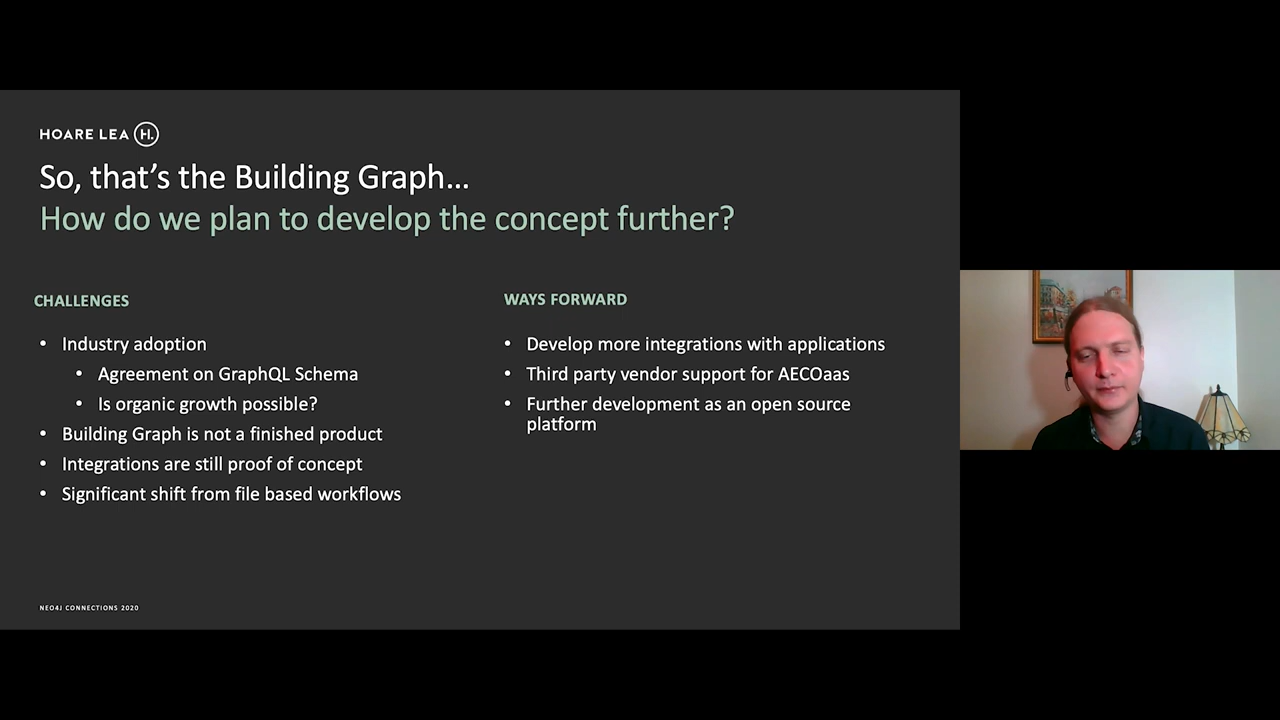 HOARE LEA H.
So, that's the Building Graph...
How do we plan to develop the concept further?
CHALLENGES
• Industry adoption
• Agreement on GraphQL Schema
• Is organic growth possible?
• Building Graph is not a finished product
• Integrations are still proof of concept
• Significant shift from file based workflows
WAYS FORWARD
• Develop more integrations with applications
• Third party vendor support for AECOaas
• Further development as an open source
platform
NEO4J CONNECTIONS 2020